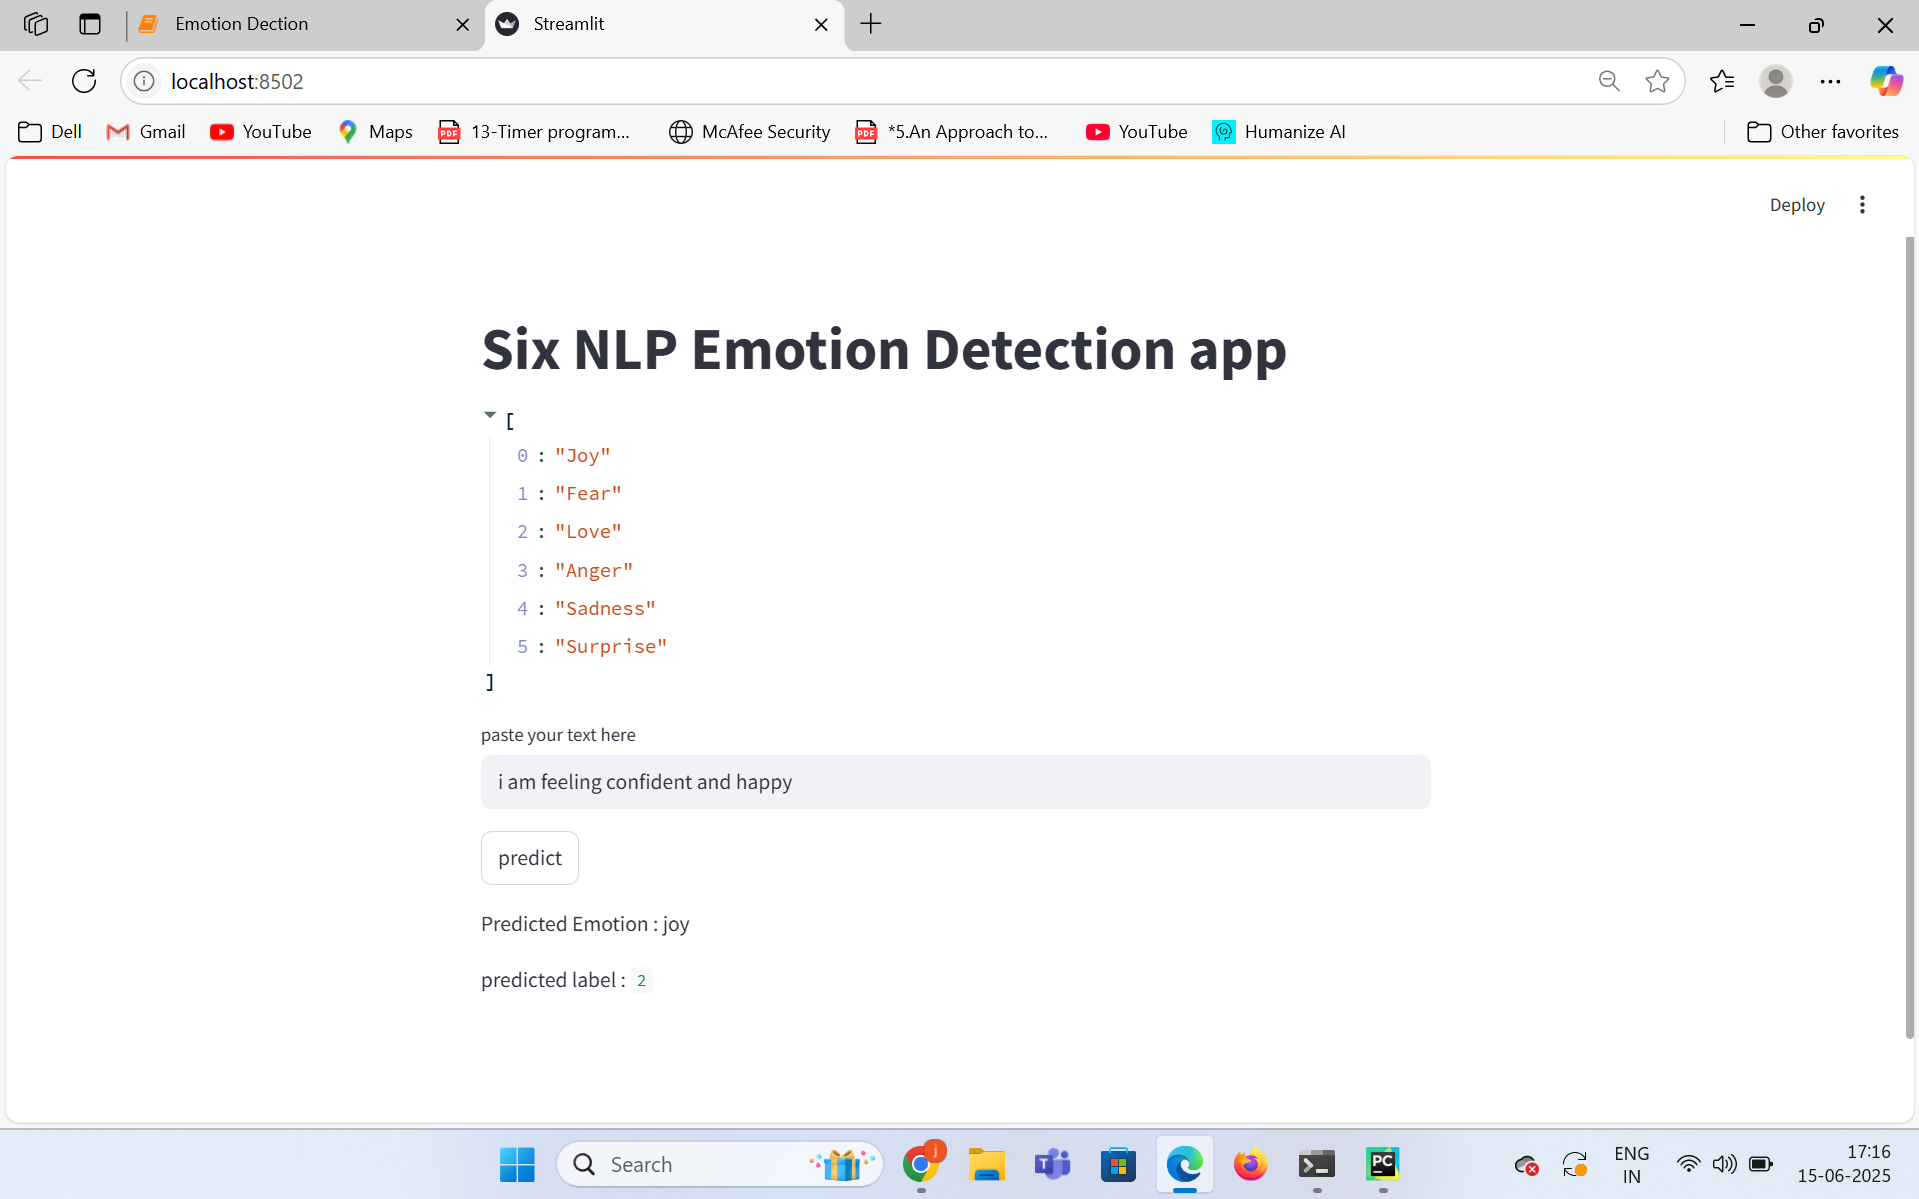 Emotion Dection
Streamlit
localhost:8502
Dell
Gmail
YouTube
Maps
13-Timer program...
McAfee Security
*5.An Approach to...
YouTube
Humanize AI
Other favorites
Deploy
Six NLP Emotion Detection app
[
0 : "Joy"
1 : "Fear"
2 : "Love"
3 : "Anger"
4 : "Sadness"
5 : "Surprise"
]
paste your text here
i am feeling confident and happy
predict
Predicted Emotion : joy
predicted label : 2
Search
j
PC
ENG
IN
17:16
15-06-2025